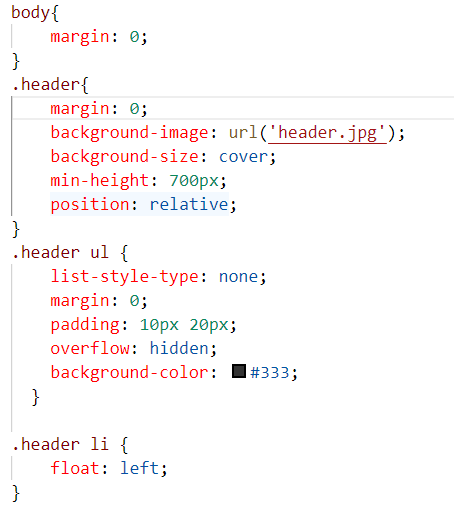 body{
    margin: 0;
}
.header{
    margin: 0;
    background-image: url('header.jpg');
    background-size: cover;
    min-height: 700px;
    position: relative;
}
.header ul {
    list-style-type: none;
    margin: 0;
    padding: 10px 20px;
    overflow: hidden;
    background-color: #333;
  }

.header li {
    float: left;
}